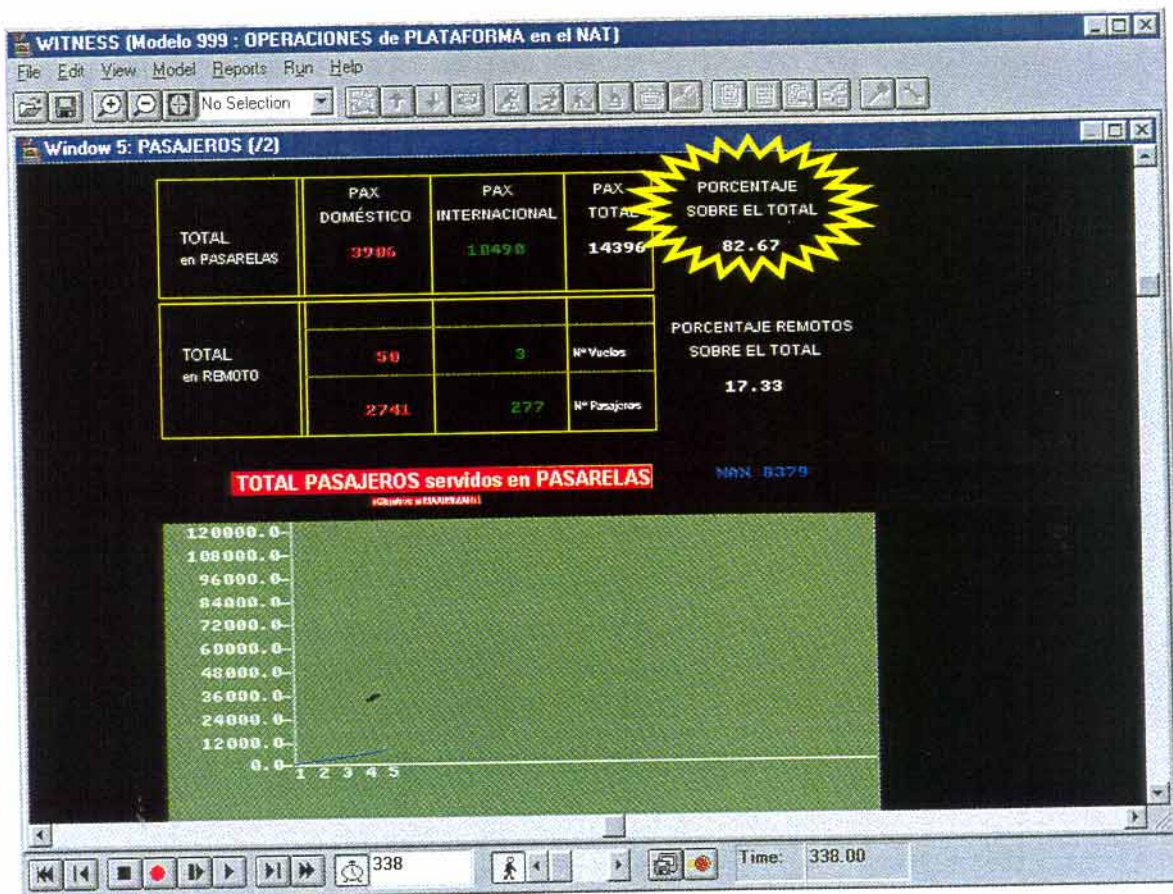 WITNESS (Modelo 999 : OPERACIONES de PLATAFORMA en el NAT)
File Edit View Model Reports Run Help
No Selection
Window 5: PASAJEROS (/2)
PAX DOMÉSTICO
PAX INTERNACIONAL
PAX TOTAL
PORCENTAJE SOBRE EL TOTAL
TOTAL en PASARELAS
3906
10490
14396
82.67
PORCENTAJE REMOTOS SOBRE EL TOTAL
TOTAL en REMOTO
50
3
Nº Vuelos
17.33
2741
277
Nº Pasajeros
TOTAL PASAJEROS servidos en PASARELAS
MAX 8379
120000.0
108000.0
96000.0
84000.0
72000.0
60000.0
48000.0
36000.0
24000.0
12000.0
0.0
1 2 3 4 5
338
Time: 338.00